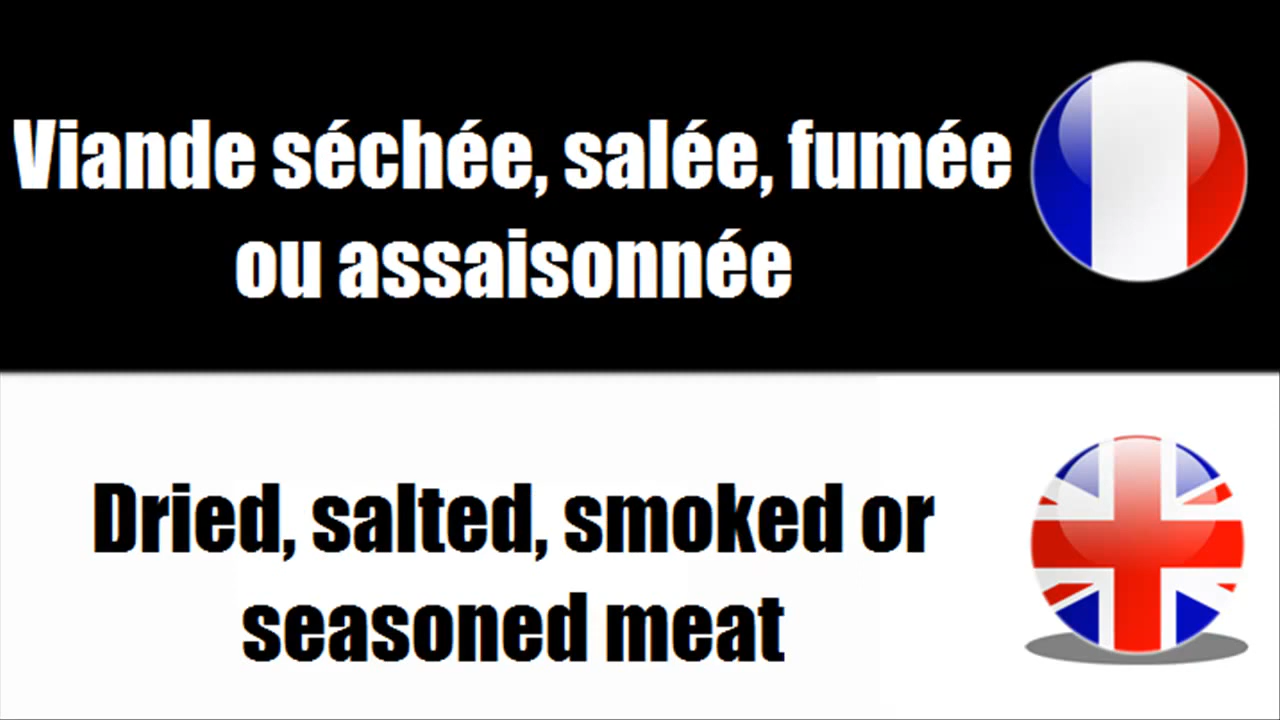 Viande séchée, salée, fumée
ou assaisonnée
Dried, salted, smoked or
seasoned meat